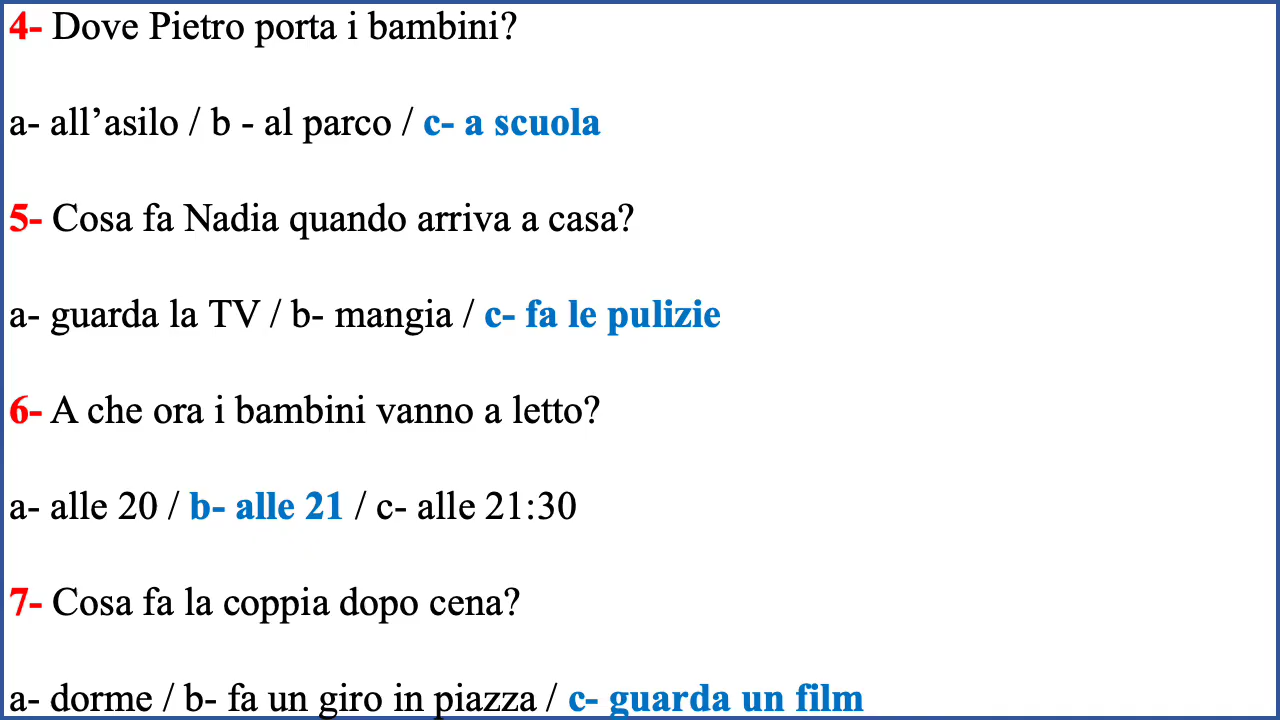 4- Dove Pietro porta i bambini?
a- all’asilo / b - al parco / c- a scuola
5- Cosa fa Nadia quando arriva a casa?
a- guarda la TV / b- mangia / c- fa le pulizie
6- A che ora i bambini vanno a letto?
a- alle 20 / b- alle 21 / c- alle 21:30
7- Cosa fa la coppia dopo cena?
a- dorme / b- fa un giro in piazza / c- guarda un film